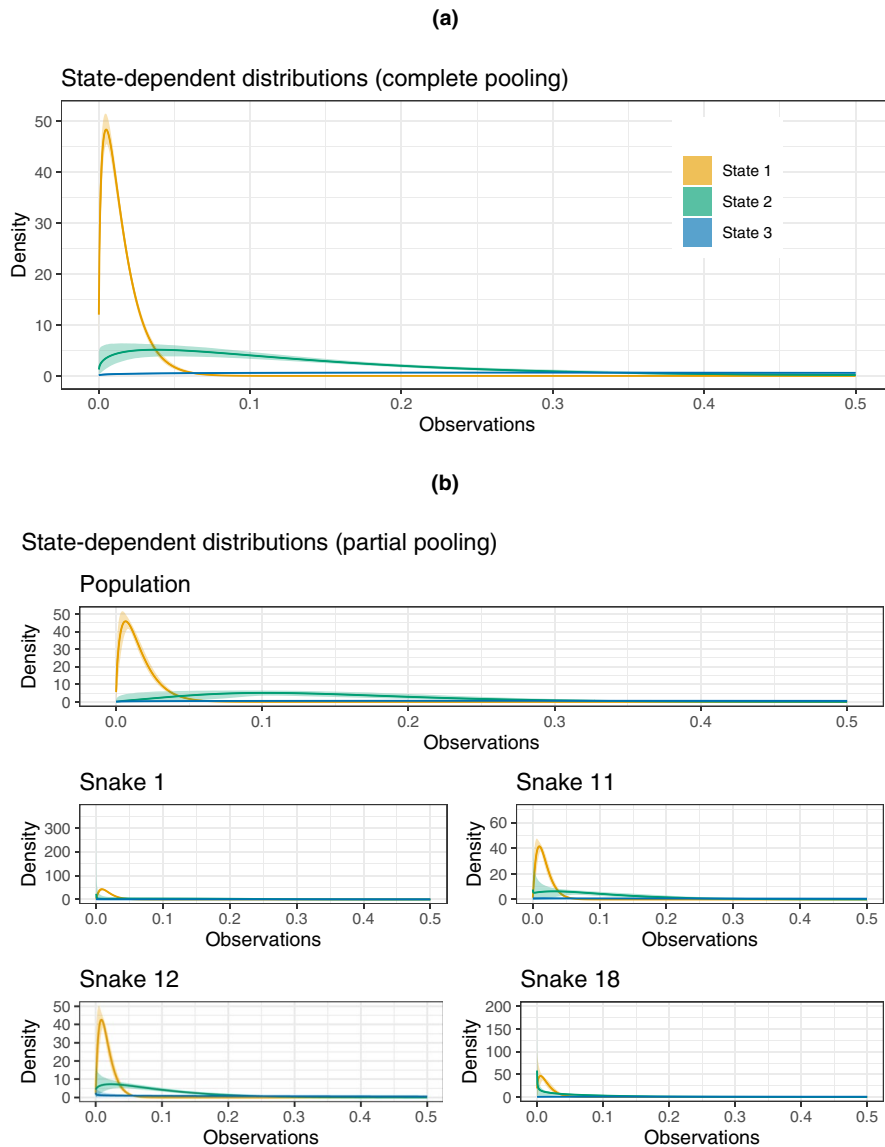 (a)
State-dependent distributions (complete pooling)
50
40
30
20
10
0
Density
State 1
State 2
State 3
0.0 0.1 0.2 0.3 0.4 0.5
Observations
(b)
State-dependent distributions (partial pooling)
Population
50
40
30
20
10
0
Density
0.0 0.1 0.2 0.3 0.4 0.5
Observations
Snake 1
300
200
100
0
Density
0.0 0.1 0.2 0.3 0.4 0.5
Observations
Snake 11
60
40
20
0
Density
0.0 0.1 0.2 0.3 0.4 0.5
Observations
Snake 12
50
40
30
20
10
0
Density
0.0 0.1 0.2 0.3 0.4 0.5
Observations
Snake 18
200
150
100
50
0
Density
0.0 0.1 0.2 0.3 0.4 0.5
Observations